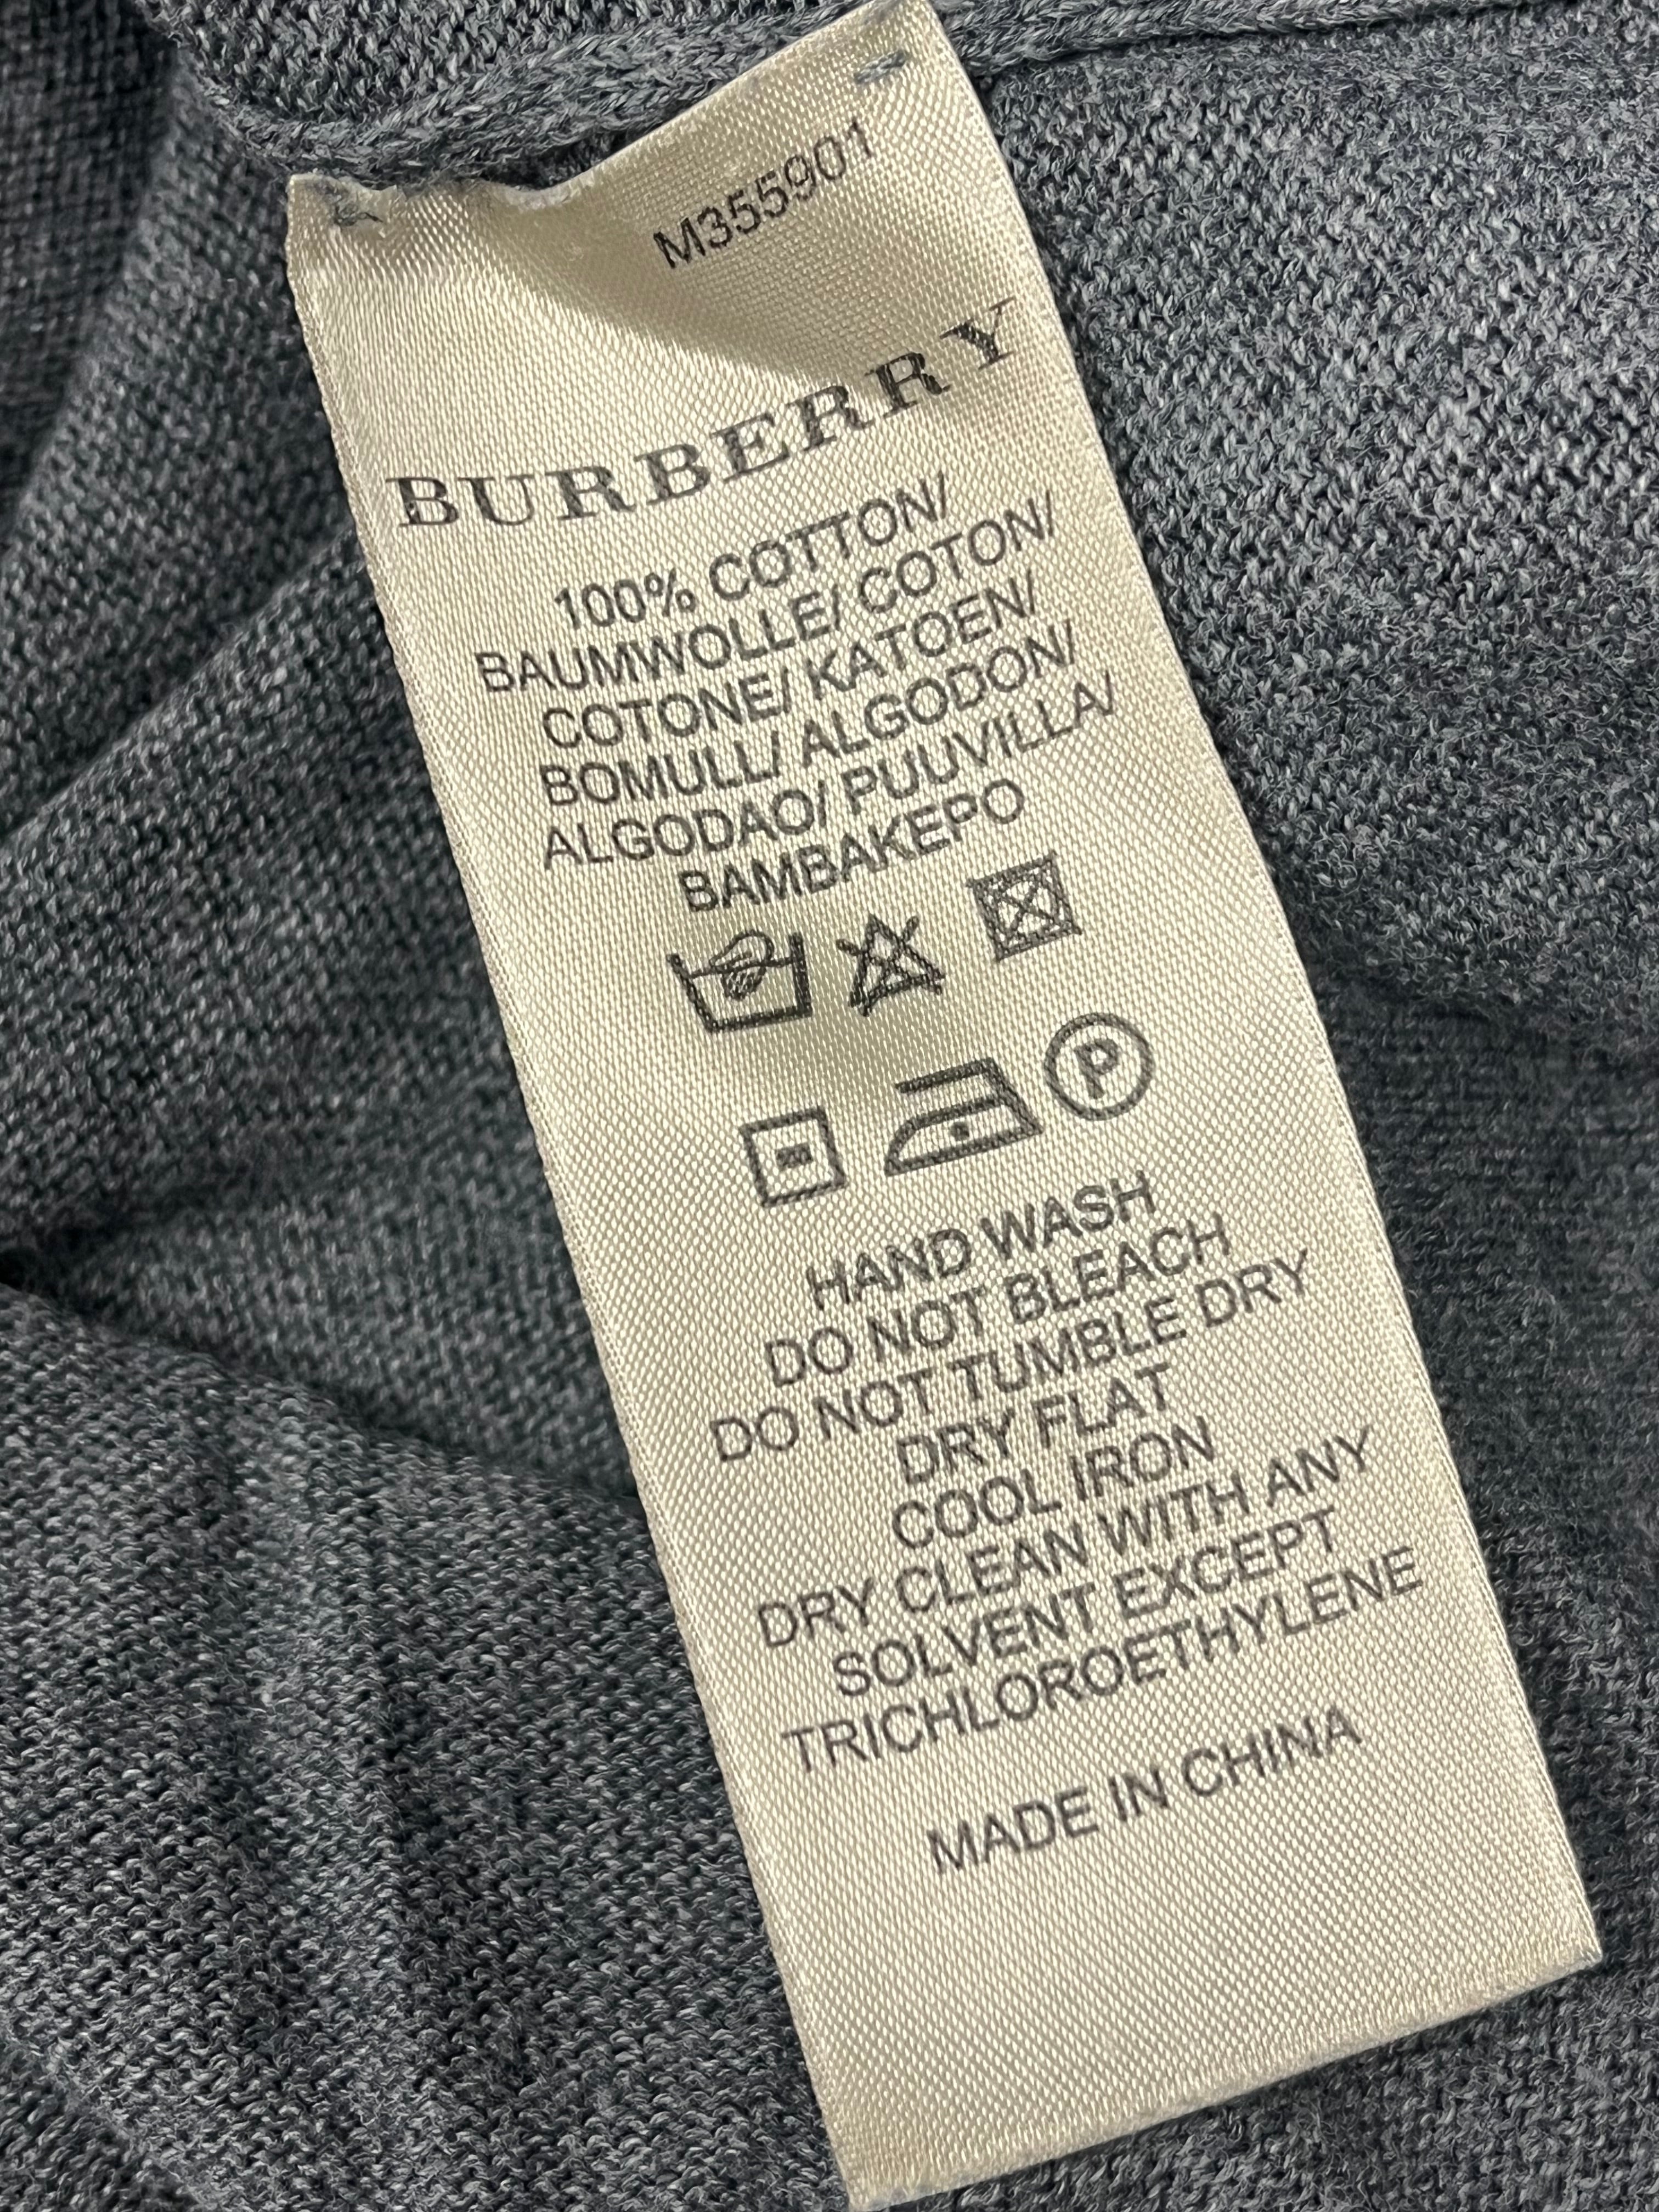 M355901
BURBERRY
100% COTTON/
BAUMWOLLE/ COTON/
COTONE/ KATOEN/
BOMULL/ ALGODON/
ALGODAO/ PUUVILLA/
BAMBAKEPO
P
HAND WASH
DO NOT BLEACH
DO NOT TUMBLE DRY
DRY FLAT
COOL IRON
DRY CLEAN WITH ANY
SOLVENT EXCEPT
TRICHLOROETHYLENE
MADE IN CHINA